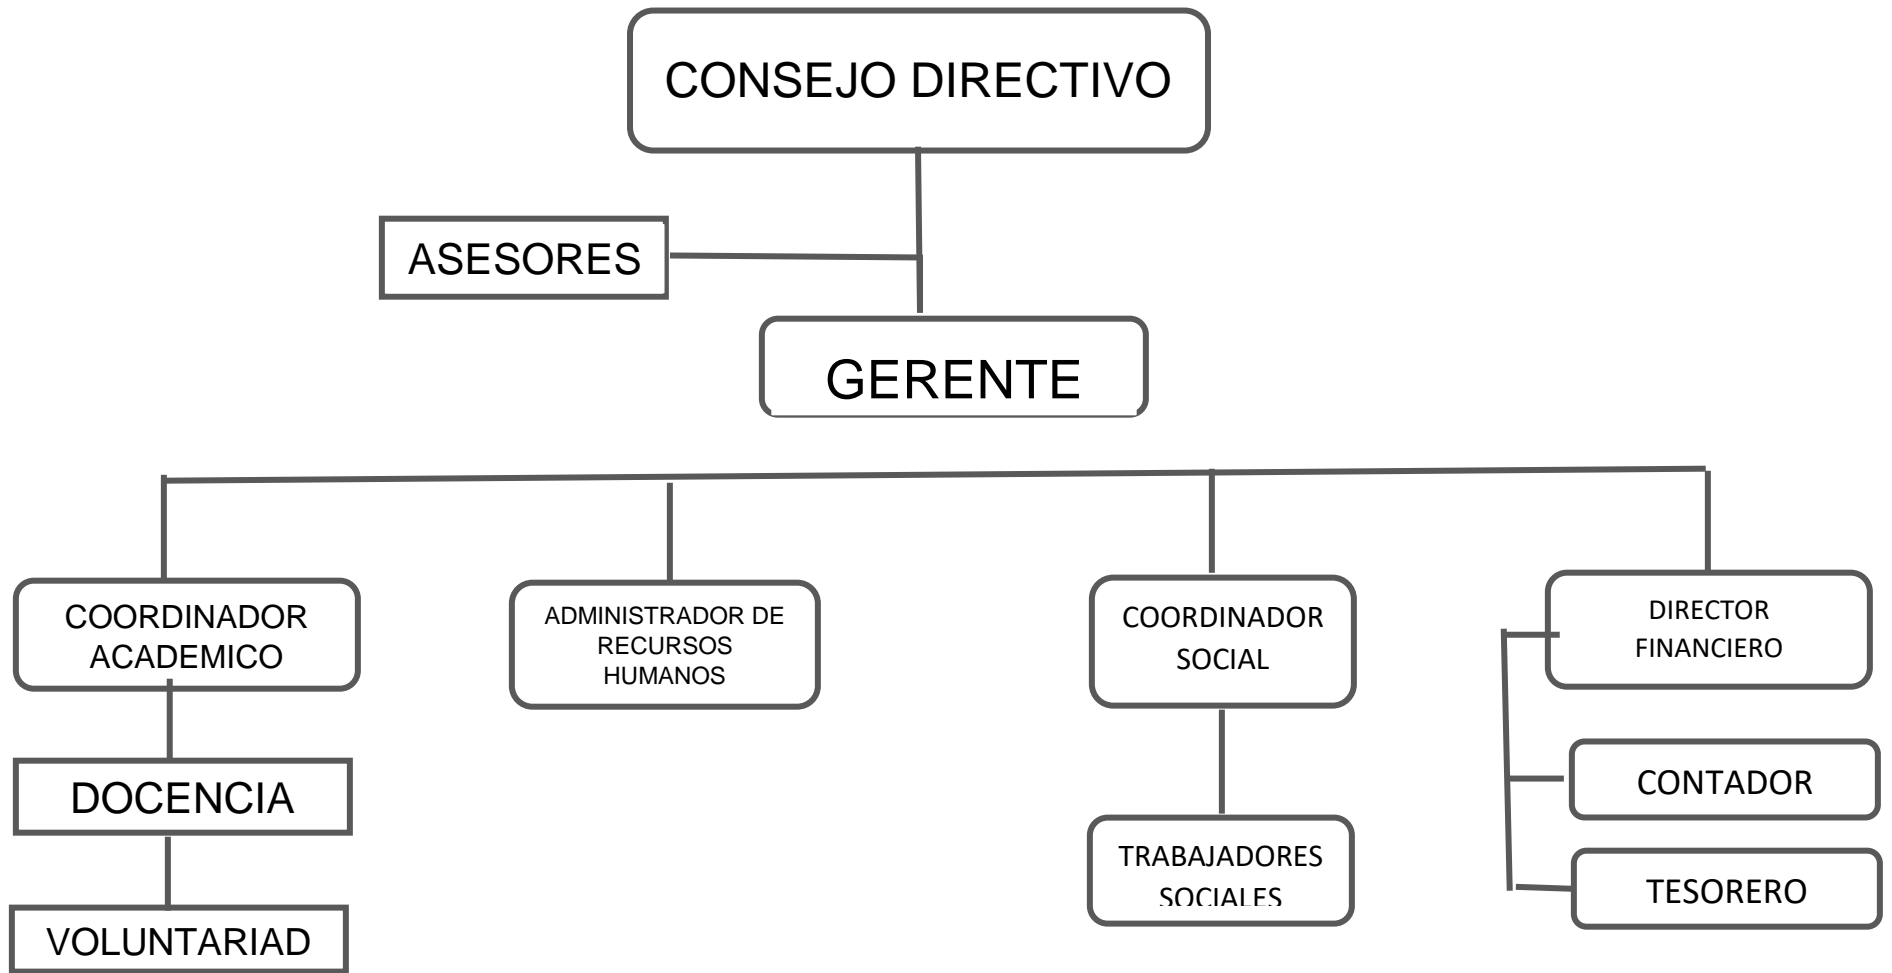 CONSEJO DIRECTIVO
ASESORES
GERENTE
COORDINADOR
ACADEMICO
ADMINISTRADOR DE
RECURSOS
HUMANOS
COORDINADOR
SOCIAL
DIRECTOR
FINANCIERO
DOCENCIA
CONTADOR
TRABAJADORES
SOCIALES
TESORERO
VOLUNTARIAD